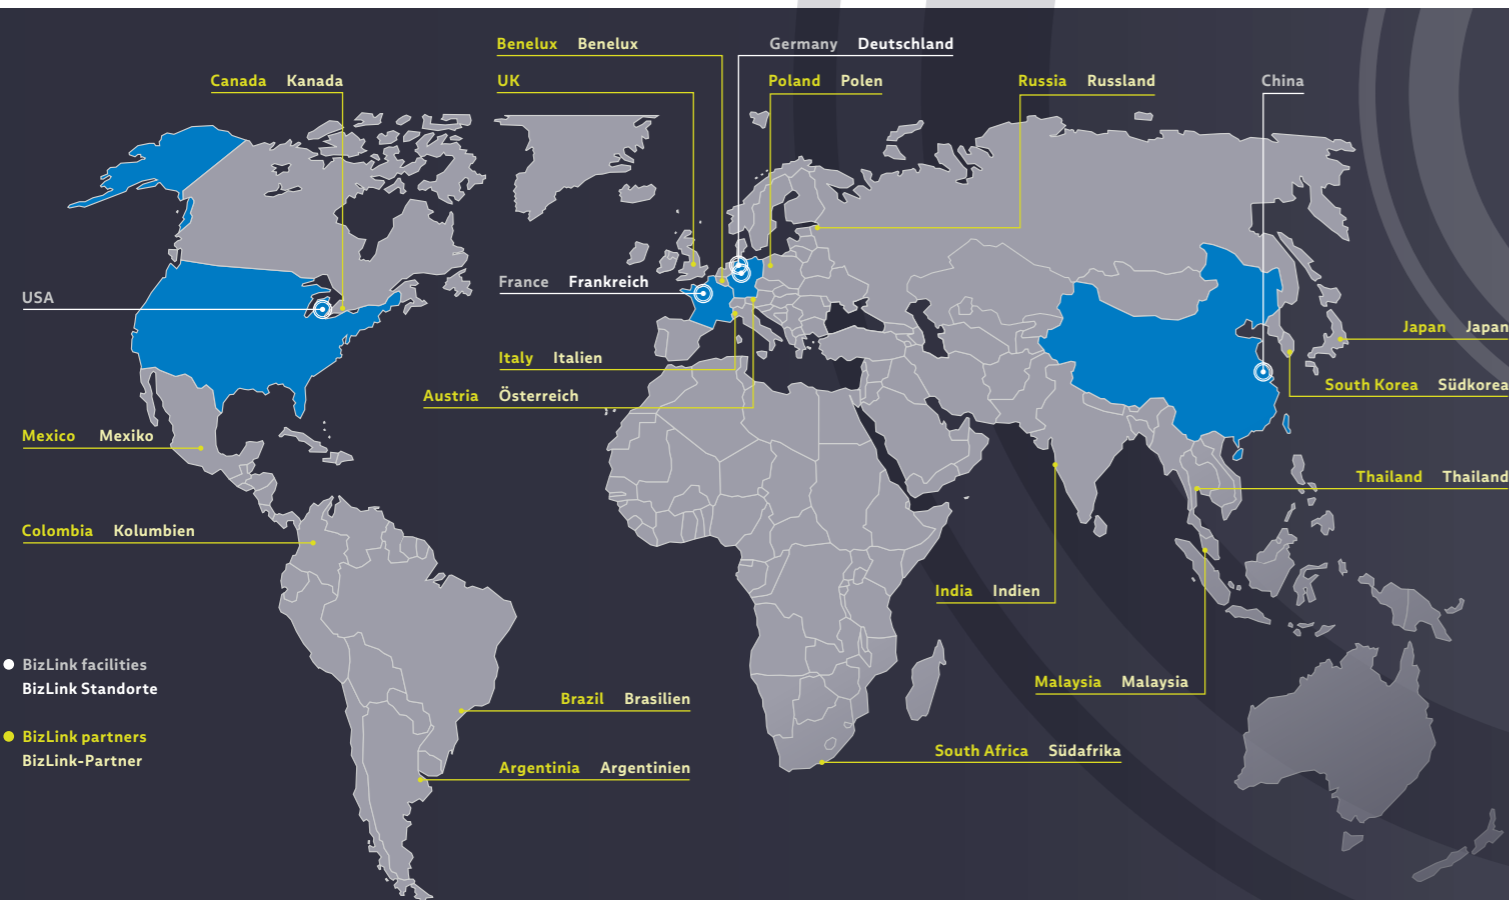 Benelux Benelux
Germany Deutschland
Canada Kanada
UK
Poland Polen
Russia Russland
China
USA
France Frankreich
Japan Japan
Italy Italien
South Korea Südkorea
Austria Österreich
Mexico Mexiko
Thailand Thailand
Colombia Kolumbien
India Indien
BizLink facilities
BizLink Standorte
Malaysia Malaysia
Brazil Brasilien
BizLink partners
BizLink-Partner
South Africa Südafrika
Argentinia Argentinien